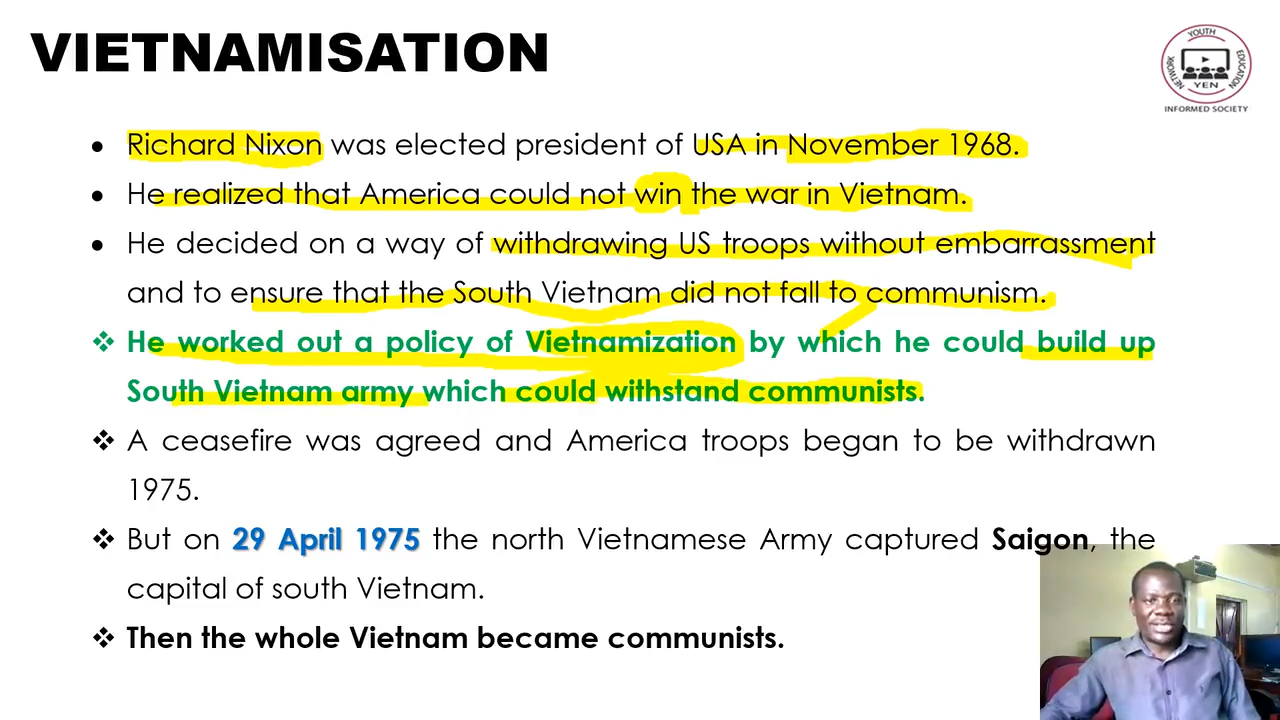 VIETNAMISATION
YOUTH
EDUCATION
NETWORK
YEN
INFORMED SOCIETY
• Richard Nixon was elected president of USA in November 1968.
• He realized that America could not win the war in Vietnam.
• He decided on a way of withdrawing US troops without embarrassment
and to ensure that the South Vietnam did not fall to communism.
❖ He worked out a policy of Vietnamization by which he could build up
South Vietnam army which could withstand communists.
❖ A ceasefire was agreed and America troops began to be withdrawn
1975.
❖ But on 29 April 1975 the north Vietnamese Army captured Saigon, the
capital of south Vietnam.
❖ Then the whole Vietnam became communists.